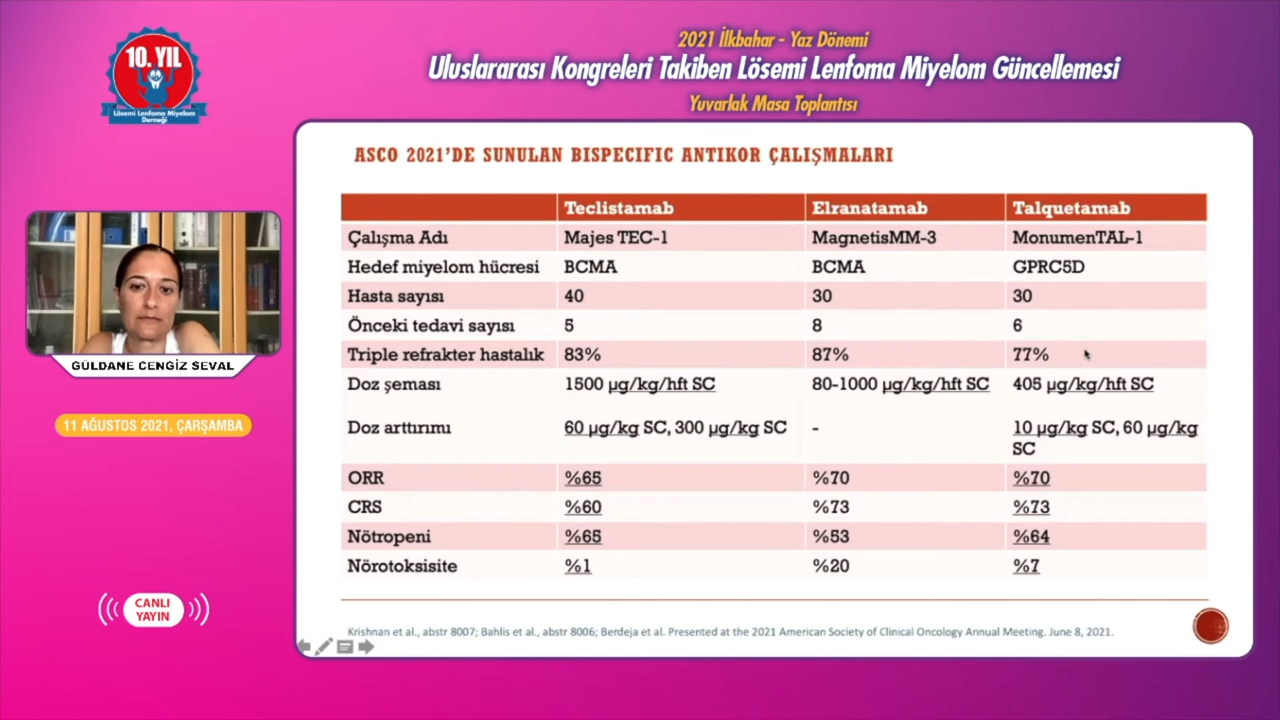 10. YIL
Lösemi Lenfoma Miyelom
Derneği
2021 İlkbahar - Yaz Dönemi
Uluslararası Kongreleri Takiben Lösemi Lenfoma Miyelom Güncellemesi
Yuvarlak Masa Toplantısı
ASCO 2021'DE SUNULAN BISPECIFIC ANTIKOR ÇALIŞMALARI
Teclistamab Elranatamab Talquetamab
Çalışma Adı Majes TEC-1 MagnetisMM-3 MonumenTAL-1
Hedef miyelom hücresi BCMA BCMA GPRC5D
Hasta sayısı 40 30 30
Önceki tedavi sayısı 5 8 6
Triple refrakter hastalık 83% 87% 77%
Doz şeması 1500 µg/kg/hft SC 80-1000 µg/kg/hft SC 405 µg/kg/hft SC
Doz arttırımı 60 µg/kg SC, 300 µg/kg SC - 10 µg/kg SC, 60 µg/kg
SC
ORR %65 %70 %70
CRS %60 %73 %73
Nötropeni %65 %53 %64
Nörotoksisite %1 %20 %7
Krishnan et al., abstr 8007; Bahlis et al., abstr 8006; Berdeja et al. Presented at the 2021 American Society of Clinical Oncology Annual Meeting. June 8, 2021.
GÜLDANE CENGİZ SEVAL
11 AĞUSTOS 2021, ÇARŞAMBA
CANLI
YAYIN